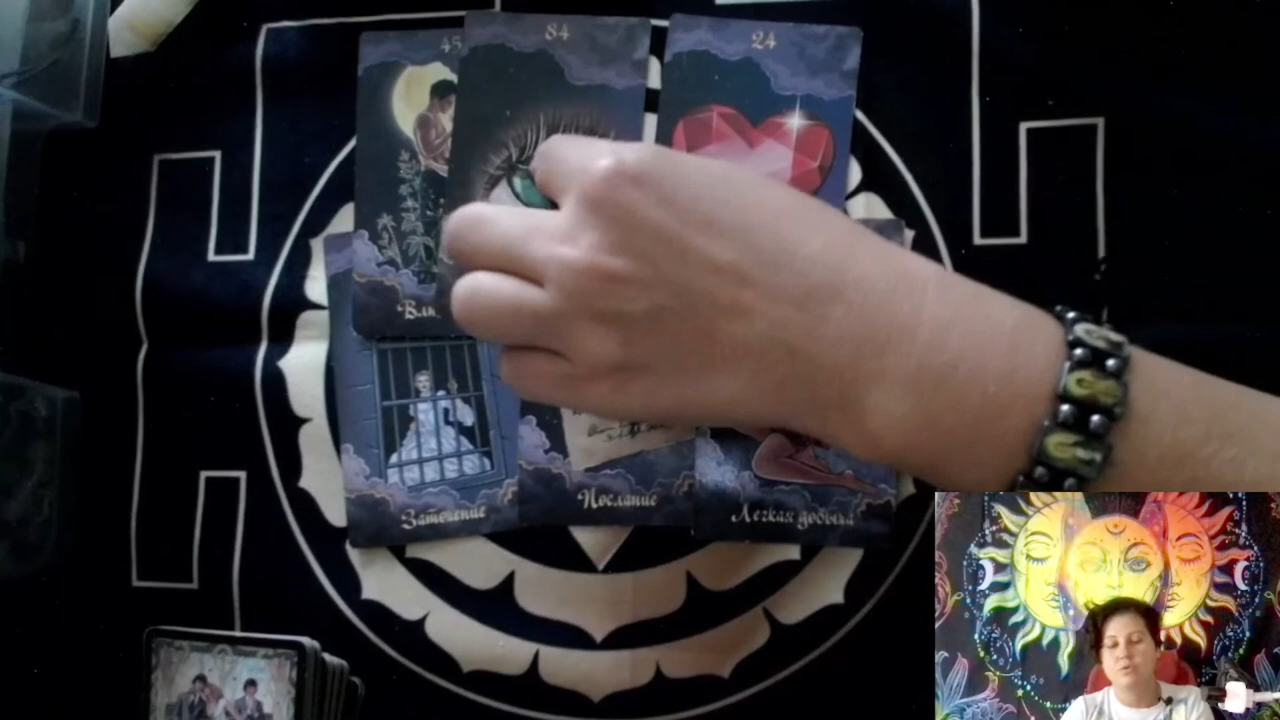 45
84
24
Заточение
Послание
Легкая добыча